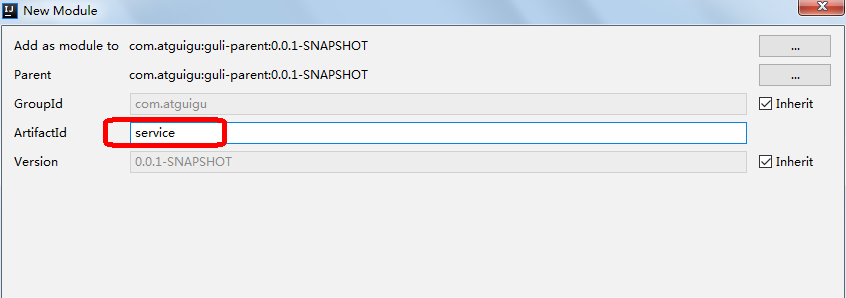 New Module
Add as module to com.atguigu:guli-parent:0.0.1-SNAPSHOT ...
Parent com.atguigu:guli-parent:0.0.1-SNAPSHOT ...
GroupId com.atguigu Inherit
ArtifactId service
Version 0.0.1-SNAPSHOT Inherit